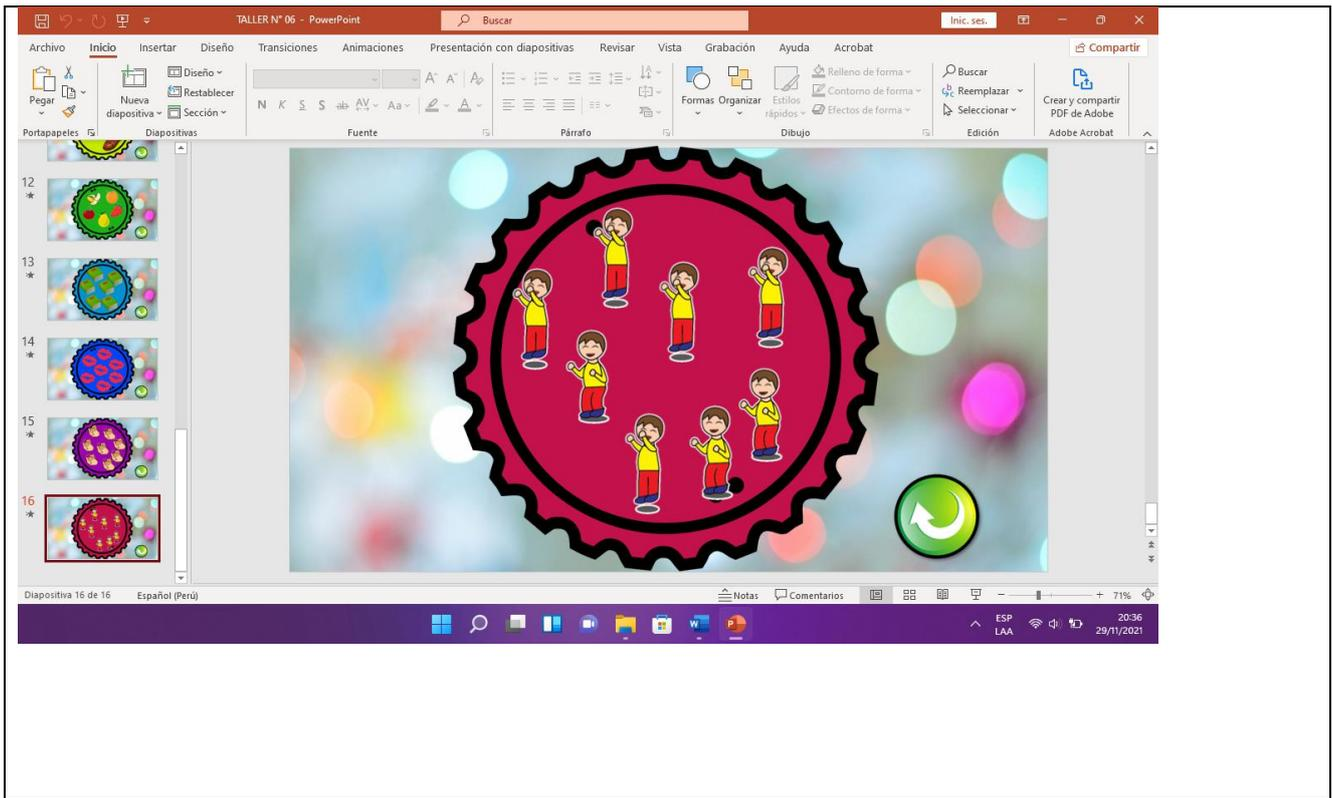 TALLER N° 06 - PowerPoint
Buscar
Inic. ses.
Archivo Inicio Insertar Diseño Transiciones Animaciones Presentación con diapositivas Revisar Vista Grabación Ayuda Acrobat
Compartir
Pegar
Portapapeles
Nueva diapositiva
Diseño
Restablecer
Sección
Diapositivas
N K S S ab AV Aa A
Fuente
Párrafo
Formas Organizar Estilos rápidos
Relleno de forma
Contorno de forma
Efectos de forma
Dibujo
Buscar
Reemplazar
Seleccionar
Edición
Crear y compartir
PDF de Adobe
Adobe Acrobat
12
13
14
15
16
Diapositiva 16 de 16 Español (Perú)
Notas Comentarios 71%
ESP
LAA
20:36
29/11/2021